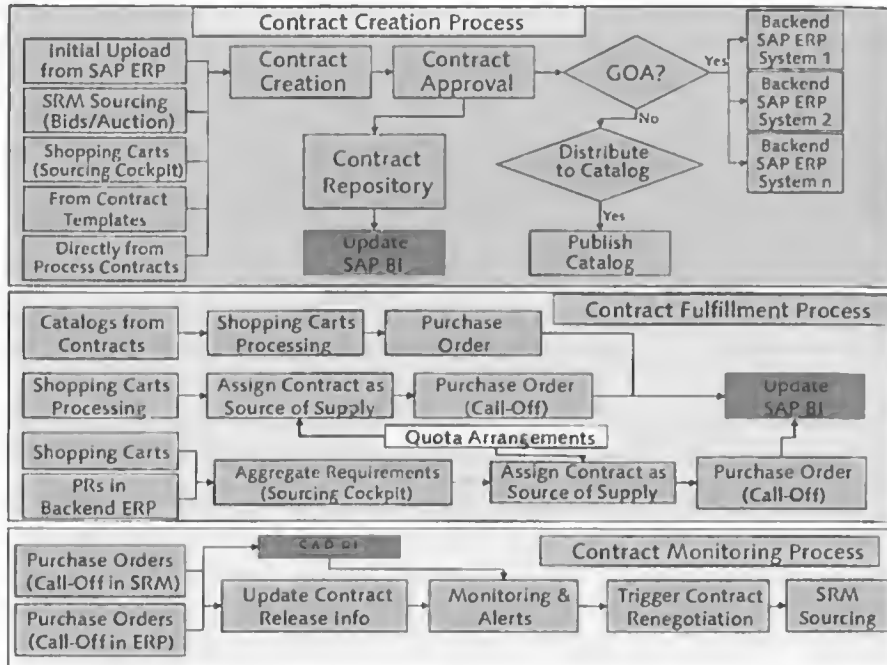 Contract Creation Process
Initial Upload
from SAP ERP
SRM Sourcing
(Bids/Auction)
Shopping Carts
(Sourcing Cockpit)
From Contract
Templates
Directly from
Process Contracts
Contract
Creation
Contract
Approval
GOA?
Yes
No
Backend
SAP ERP
System 1
Backend
SAP ERP
System 2
Backend
SAP ERP
System n
Contract
Repository
Distribute
to Catalog
Yes
Update
SAP BI
Publish
Catalog
Contract Fulfillment Process
Catalogs from
Contracts
Shopping Carts
Processing
Purchase
Order
Shopping Carts
Processing
Assign Contract as
Source of Supply
Purchase Order
(Call-Off)
Update
SAP BI
Quota Arrangements
Shopping Carts
PRs in
Backend ERP
Aggregate Requirements
(Sourcing Cockpit)
Assign Contract as
Source of Supply
Purchase Order
(Call-Off)
Contract Monitoring Process
Purchase Orders
(Call-Off in SRM)
Purchase Orders
(Call-Off in ERP)
Update Contract
Release Info
Monitoring &
Alerts
Trigger Contract
Renegotiation
SRM
Sourcing